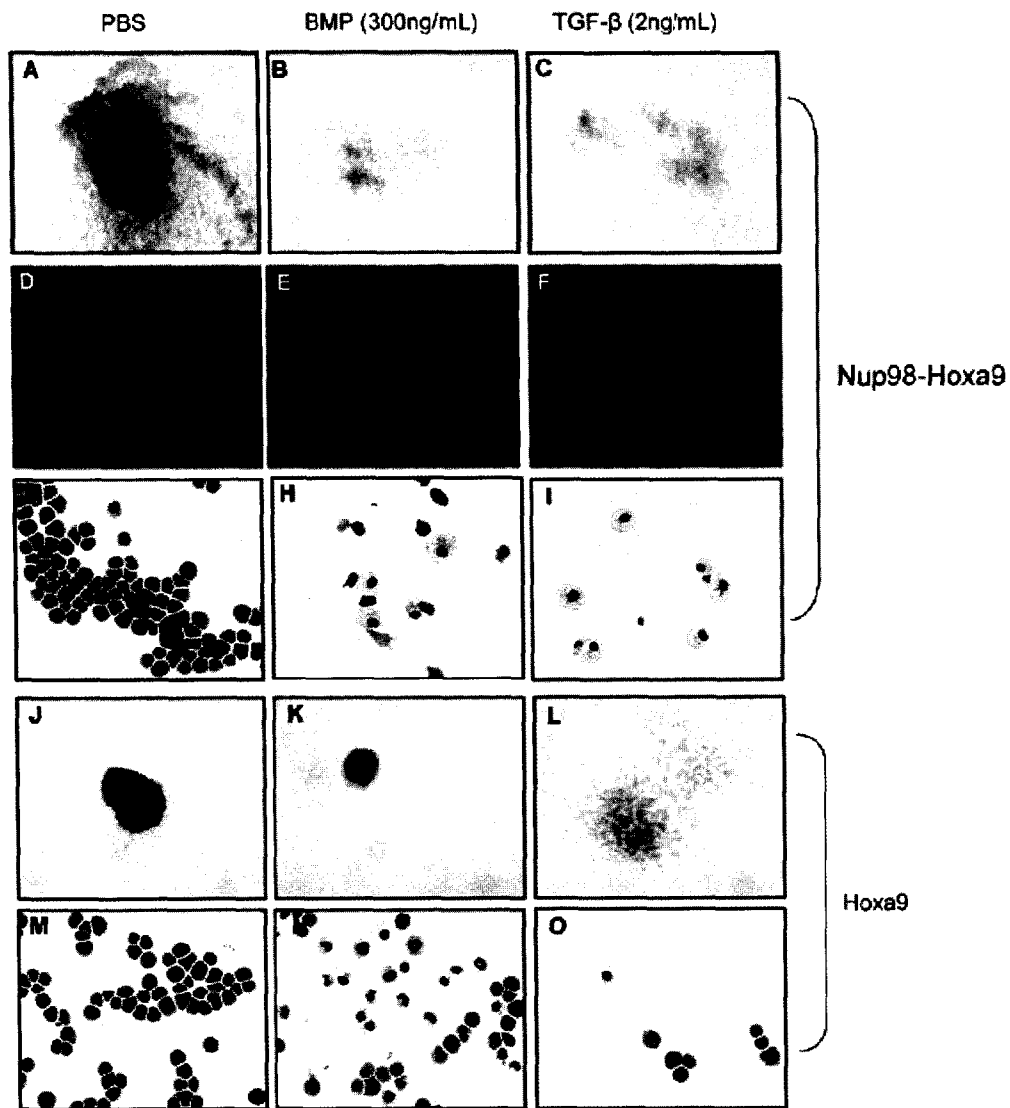 PBS
BMP (300ng/mL)
TGF-β (2ng/mL)
A
B
C
D
E
F
Nup98-Hoxa9
H
I
J
K
L
Hoxa9
M
O